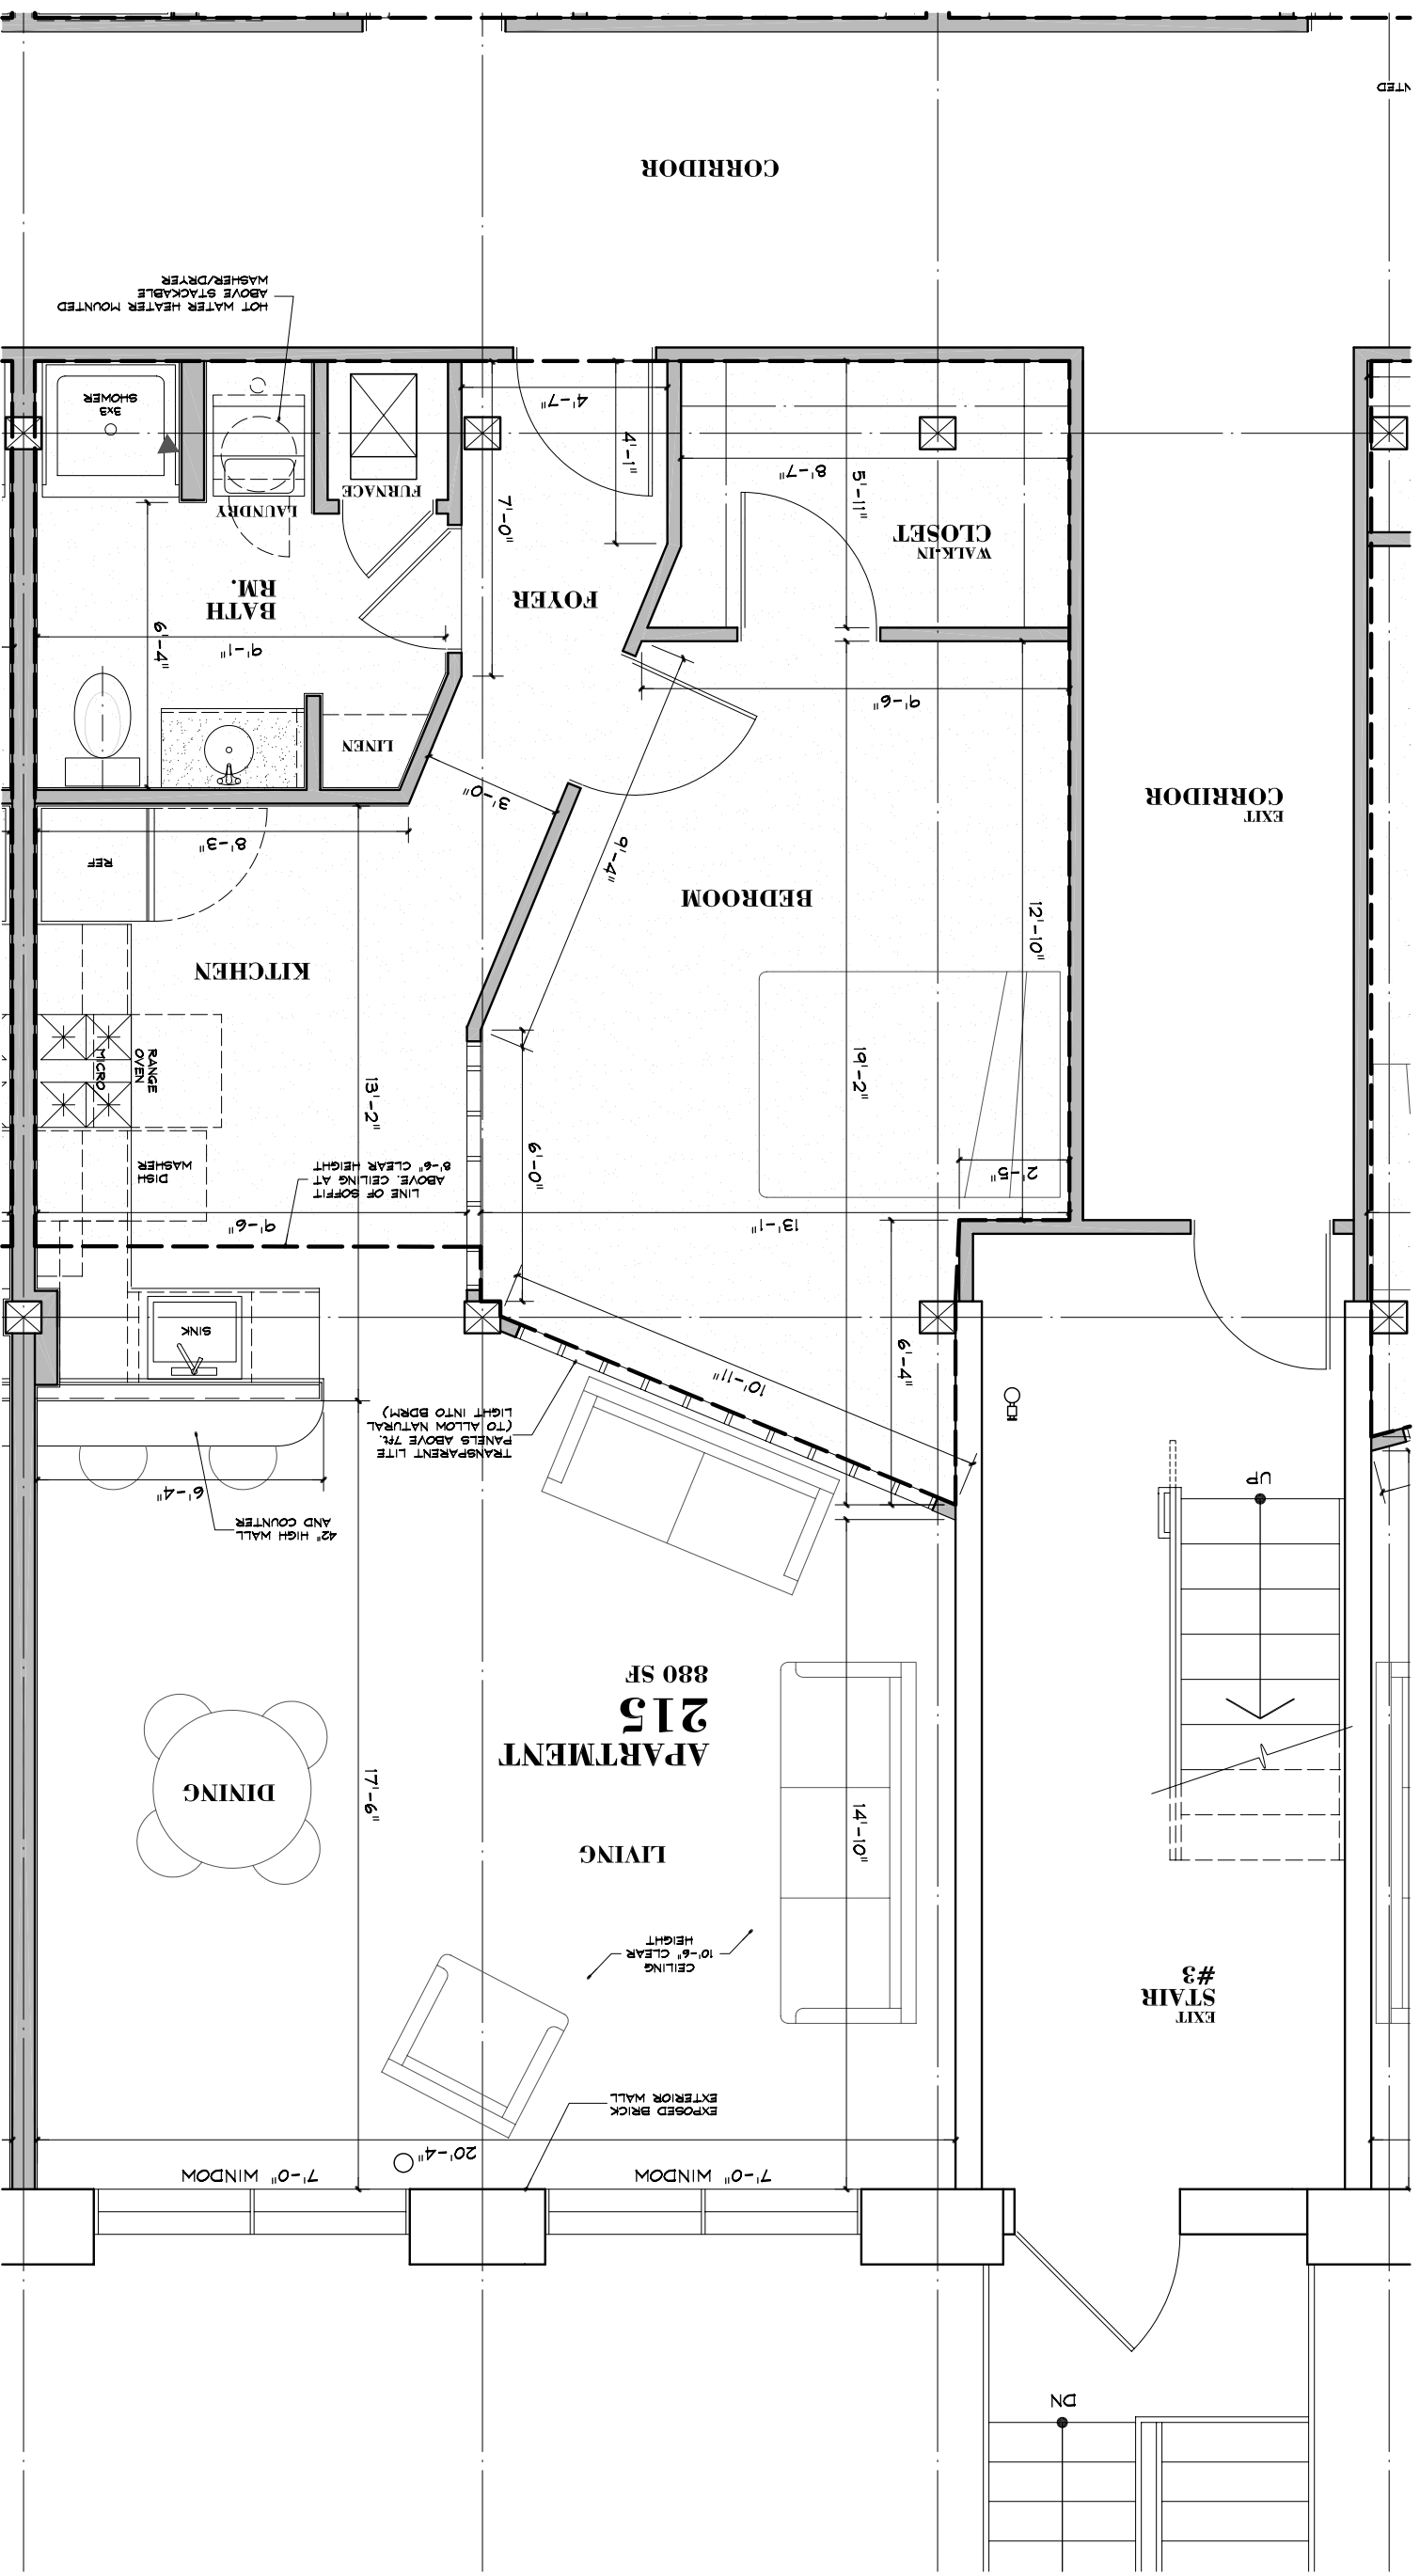 DN
7'-0" WINDOW
7'-0" WINDOW
20'-4"
EXPOSED BRICK
EXTERIOR WALL
EXIT
STAIR
#3
CEILING
10'-6" CLEAR
HEIGHT
LIVING
14'-10"
17'-6"
DINING
APARTMENT
215
880 SF
UP
42" HIGH WALL
AND COUNTER
6'-4"
TRANSPARENT LITE
PANELS ABOVE 7ft.
(TO ALLOW NATURAL
LIGHT INTO BDRM)
10'-11"
6'-4"
SINK
13'-1"
9'-6"
LINE OF SOFFIT
ABOVE. CEILING AT
8'-6" CLEAR HEIGHT
2'-5"
6'-0"
DISH
WASHER
RANGE
OVEN
MICRO
13'-2"
19'-2"
KITCHEN
12'-10"
BEDROOM
9'-4"
REF
8'-3"
3'-0"
EXIT
CORRIDOR
LINEN
9'-6"
9'-1"
6'-4"
BATH
RM.
FOYER
WALK-IN
CLOSET
LAUNDRY
FURNACE
7'-0"
5'-11"
8'-7"
4'-1"
4'-7"
3x3
SHOWER
HOT WATER HEATER MOUNTED
ABOVE STACKABLE
WASHER/DRYER
CORRIDOR
NTED